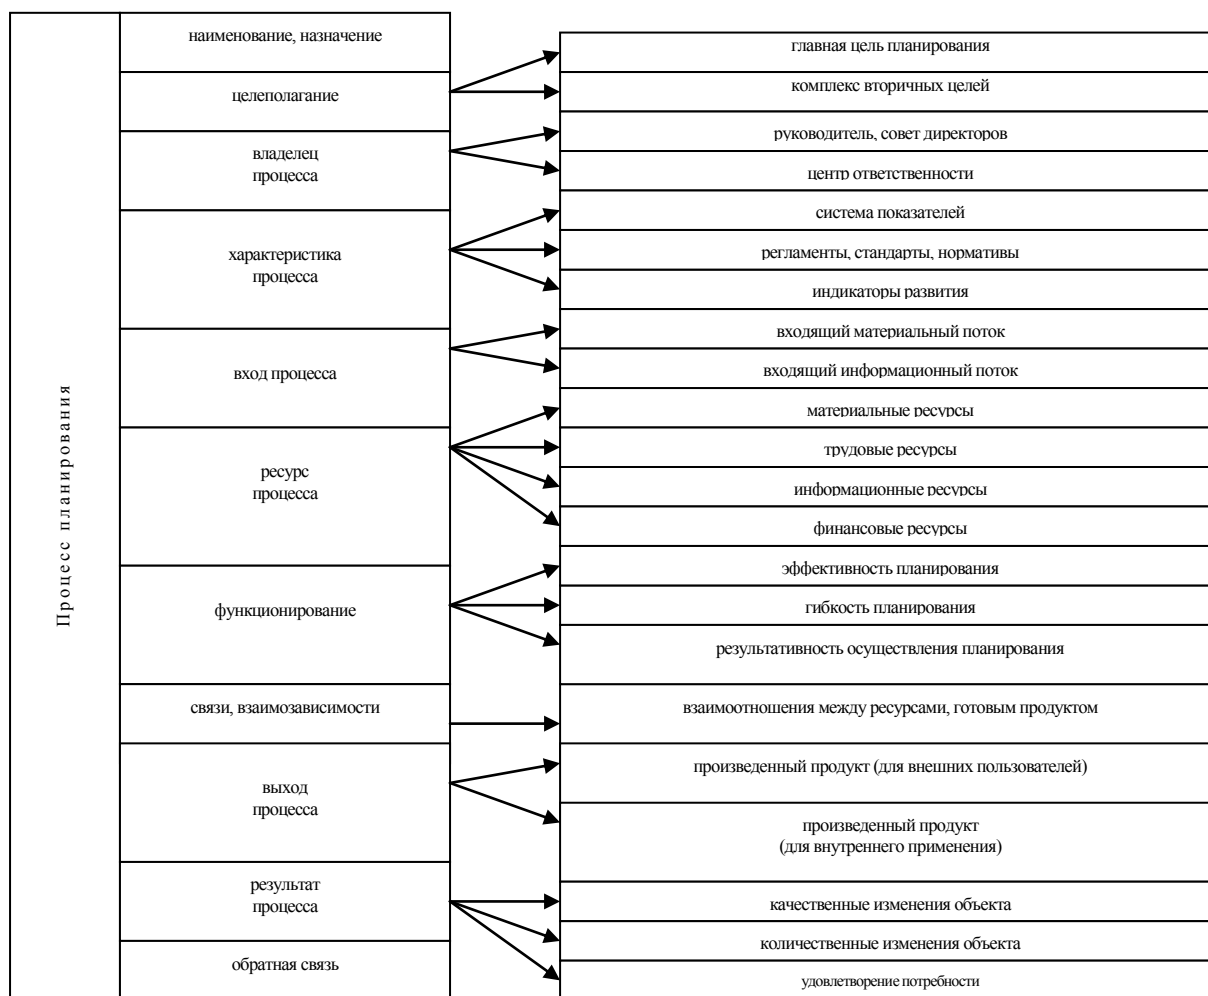 Процесс планирования
наименование, назначение
целеполагание
владелец
процесса
характеристика
процесса
вход процесса
ресурс
процесса
функционирование
связи, взаимозависимости
выход
процесса
результат
процесса
обратная связь
главная цель планирования
комплекс вторичных целей
руководитель, совет директоров
центр ответственности
система показателей
регламенты, стандарты, нормативы
индикаторы развития
входящий материальный поток
входящий информационный поток
материальные ресурсы
трудовые ресурсы
информационные ресурсы
финансовые ресурсы
эффективность планирования
гибкость планирования
результативность осуществления планирования
взаимоотношения между ресурсами, готовым продуктом
произведенный продукт (для внешних пользователей)
произведенный продукт
(для внутреннего применения)
качественные изменения объекта
количественные изменения объекта
удовлетворение потребности